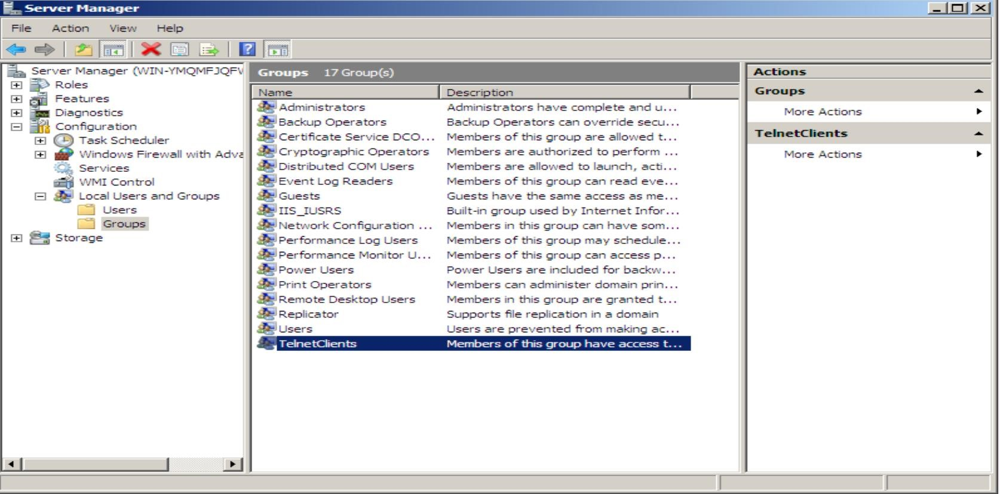 Server Manager
File Action View Help
Server Manager (WIN-YMQMFJQFW
Roles
Features
Diagnostics
Configuration
Task Scheduler
Windows Firewall with Adva
Services
WMI Control
Local Users and Groups
Users
Groups
Storage
Groups 17 Group(s)
Name Description
Administrators Administrators have complete and u...
Backup Operators Backup Operators can override secu...
Certificate Service DCO... Members of this group are allowed t...
Cryptographic Operators Members are authorized to perform ...
Distributed COM Users Members are allowed to launch, acti...
Event Log Readers Members of this group can read eve...
Guests Guests have the same access as me...
IIS_IUSRS Built-in group used by Internet Infor...
Network Configuration ... Members in this group can have som...
Performance Log Users Members of this group may schedule...
Performance Monitor U... Members of this group can access p...
Power Users Power Users are included for backw...
Print Operators Members can administer domain prin...
Remote Desktop Users Members in this group are granted t...
Replicator Supports file replication in a domain
Users Users are prevented from making ac...
TelnetClients Members of this group have access t...
Actions
Groups
More Actions
TelnetClients
More Actions